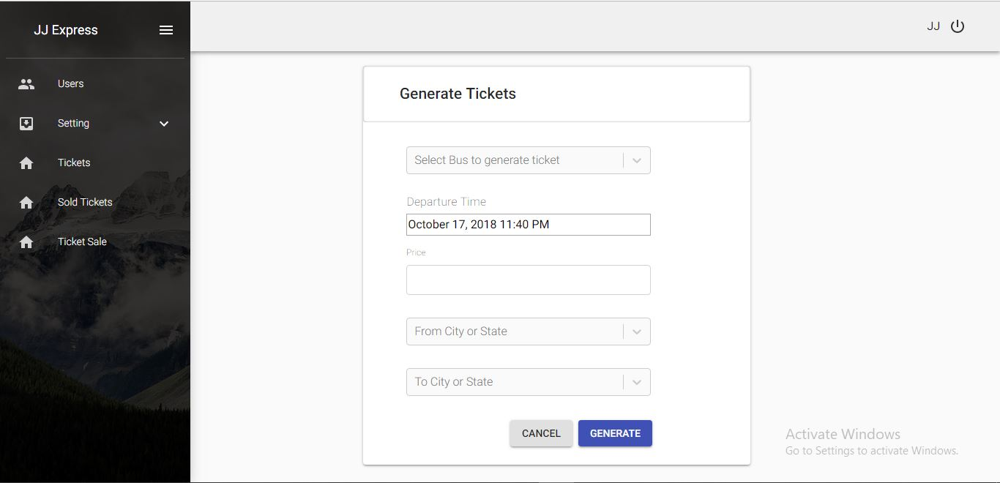 JJ Express
JJ
Users
Setting
Tickets
Sold Tickets
Ticket Sale
Generate Tickets
Select Bus to generate ticket
Departure Time
October 17, 2018 11:40 PM
Price
From City or State
To City or State
CANCEL
GENERATE
Activate Windows
Go to Settings to activate Windows.